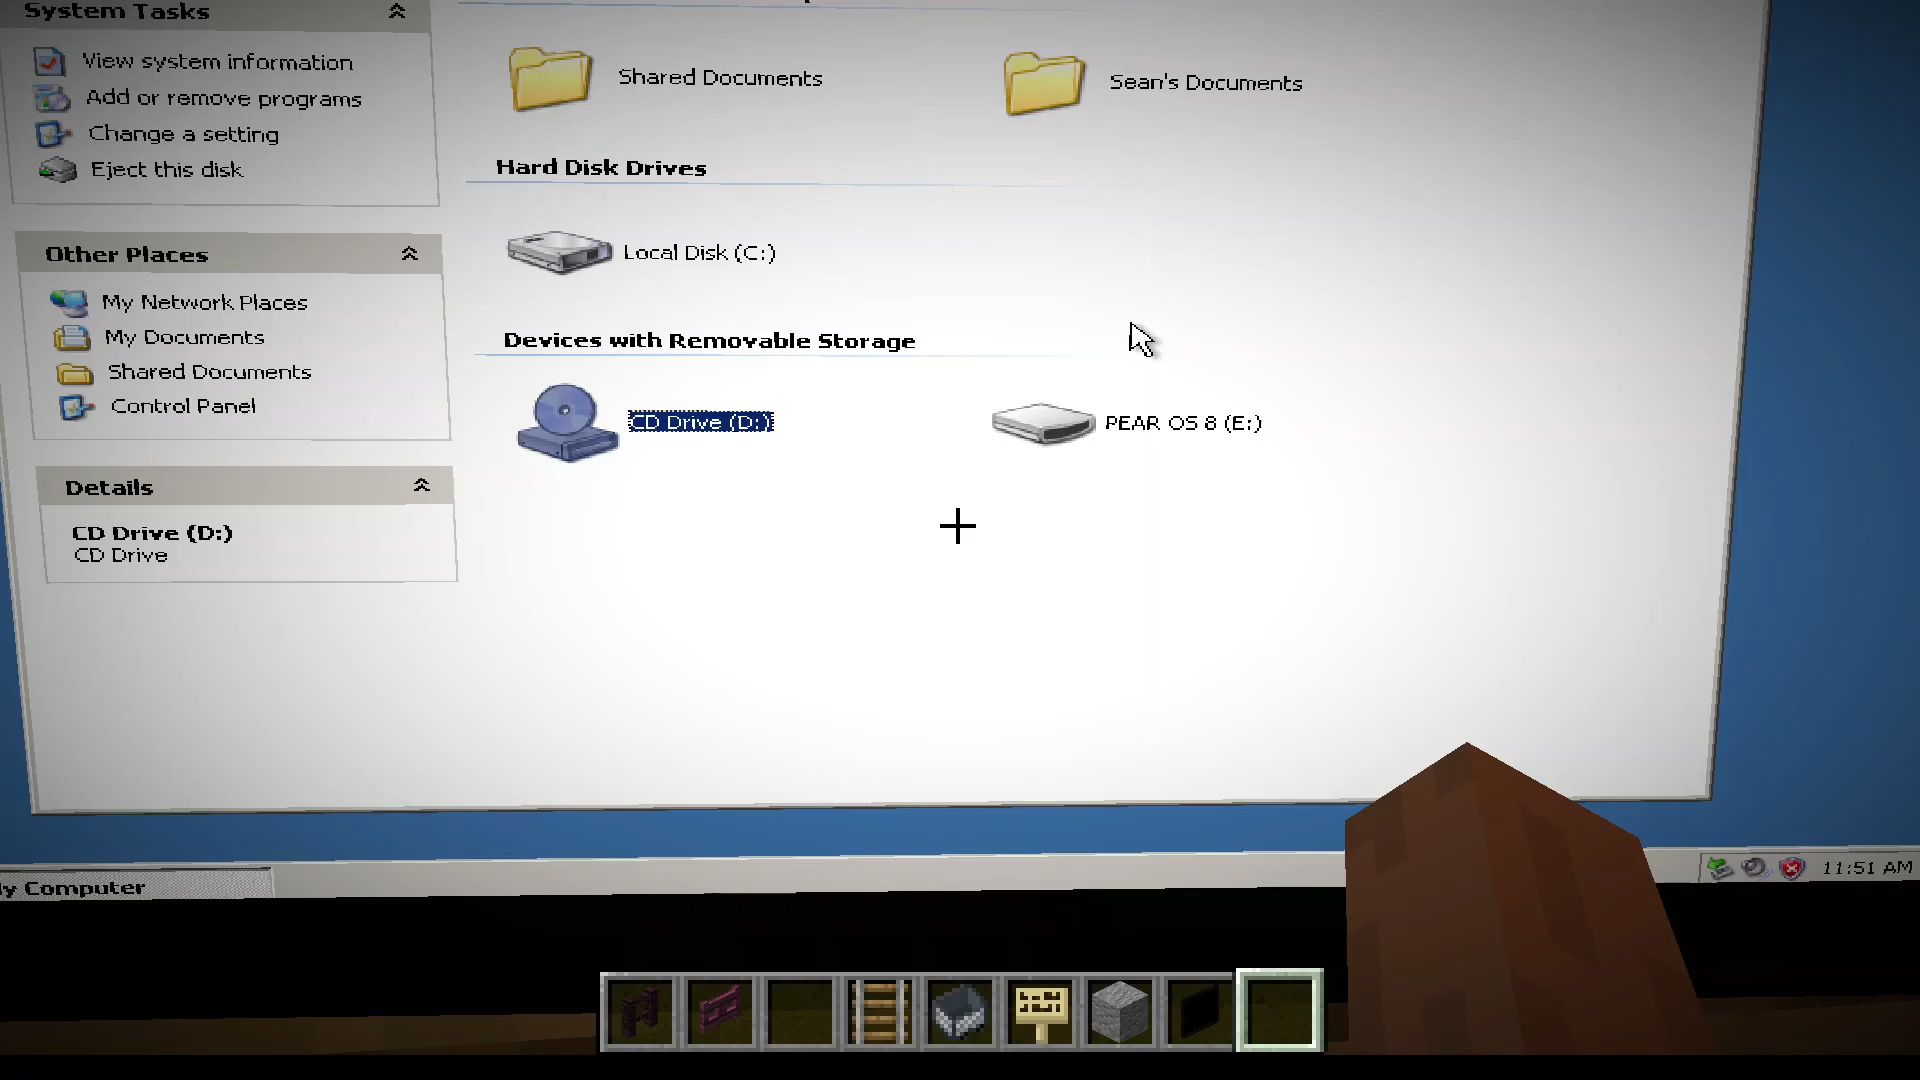 System Tasks
View system information
Add or remove programs
Change a setting
Eject this disk
Other Places
My Network Places
My Documents
Shared Documents
Control Panel
Details
CD Drive (D:)
CD Drive
Shared Documents
Sean's Documents
Hard Disk Drives
Local Disk (C:)
Devices with Removable Storage
CD Drive (D:)
PEAR OS 8 (E:)
y Computer
11:51 AM